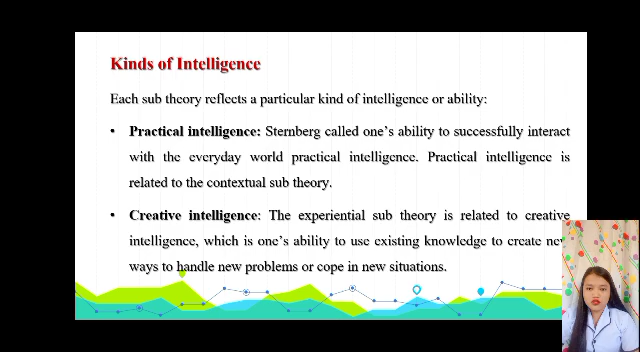 Kinds of Intelligence
Each sub theory reflects a particular kind of intelligence or ability:
• Practical intelligence: Sternberg called one's ability to successfully interact
with the everyday world practical intelligence. Practical intelligence is
related to the contextual sub theory.
• Creative intelligence: The experiential sub theory is related to creative
intelligence, which is one's ability to use existing knowledge to create new
ways to handle new problems or cope in new situations.